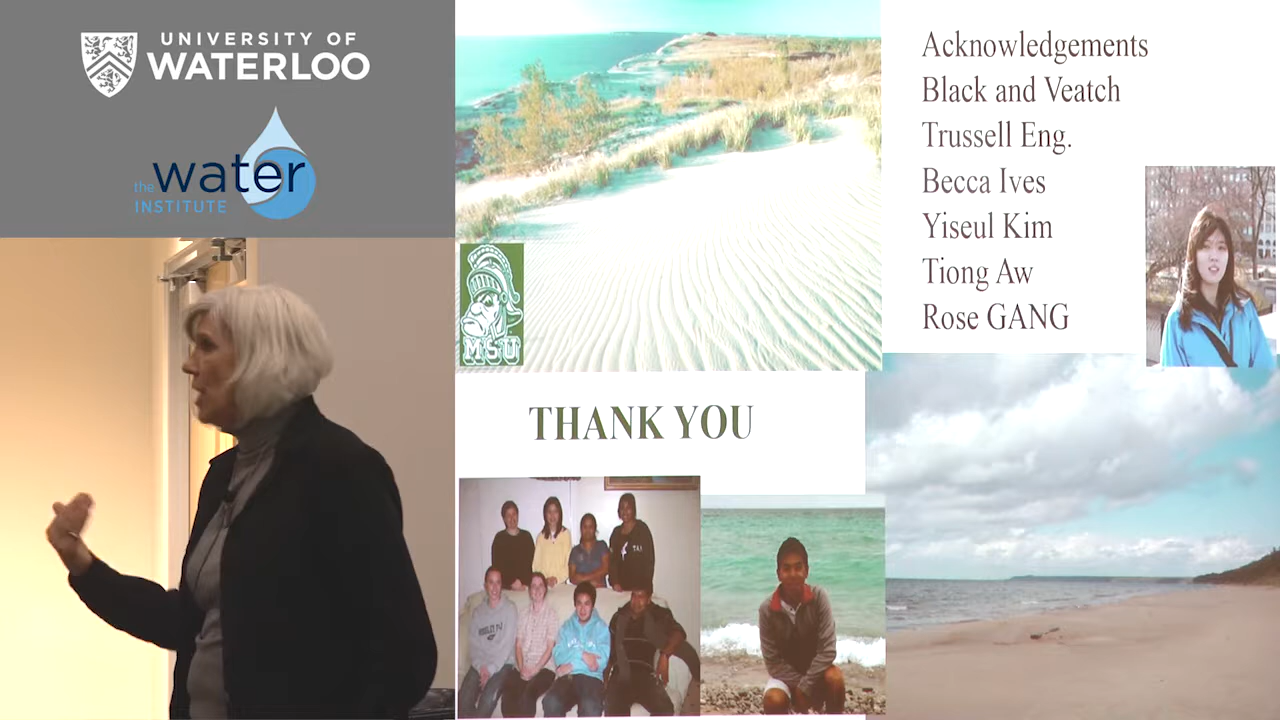 UNIVERSITY OF
WATERLOO
the water
INSTITUTE
Acknowledgements
Black and Veatch
Trussell Eng.
Becca Ives
Yiseul Kim
Tiong Aw
Rose GANG
MSU
THANK YOU